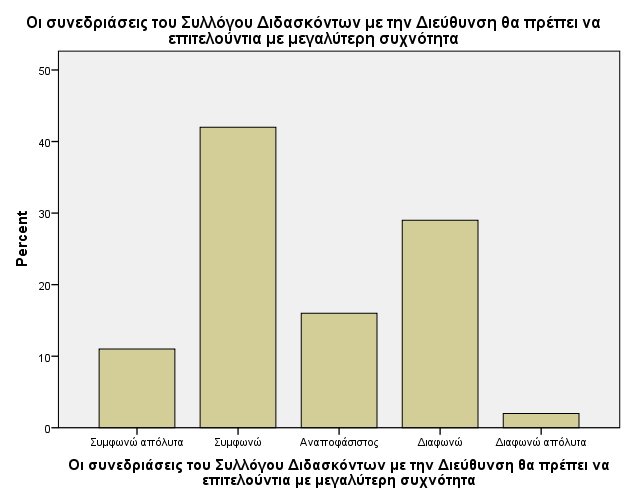 Οι συνεδριάσεις του Συλλόγου Διδασκόντων με την Διεύθυνση θα πρέπει να
επιτελούντια με μεγαλύτερη συχνότητα
50
40
30
20
10
0
Percent
Συμφωνώ απόλυτα
Συμφωνώ
Αναποφάσιστος
Διαφωνώ
Διαφωνώ απόλυτα
Οι συνεδριάσεις του Συλλόγου Διδασκόντων με την Διεύθυνση θα πρέπει να
επιτελούντια με μεγαλύτερη συχνότητα